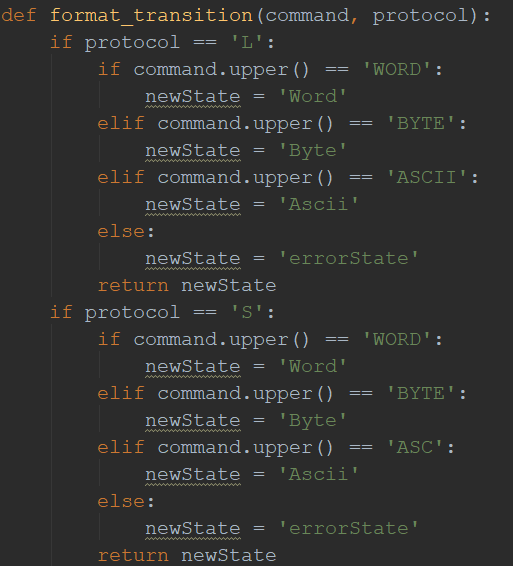 def format_transition(command, protocol):
    if protocol == 'L':
        if command.upper() == 'WORD':
            newState = 'Word'
        elif command.upper() == 'BYTE':
            newState = 'Byte'
        elif command.upper() == 'ASCII':
            newState = 'Ascii'
        else:
            newState = 'errorState'
        return newState
    if protocol == 'S':
        if command.upper() == 'WORD':
            newState = 'Word'
        elif command.upper() == 'BYTE':
            newState = 'Byte'
        elif command.upper() == 'ASC':
            newState = 'Ascii'
        else:
            newState = 'errorState'
        return newState